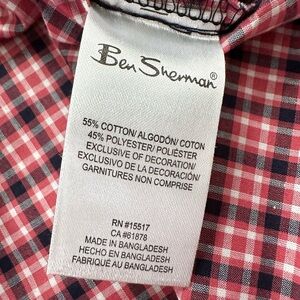 Ben Sherman®
55% COTTON/ ALGODÓN/ COTON
45% POLYESTER/ POLIÉSTER
EXCLUSIVE OF DECORATION/
EXCLUSIVO DE LA DECORACIÓN/
GARNITURES NON COMPRISE
RN #15517
CA #61878
MADE IN BANGLADESH
HECHO EN BANGLADESH
FABRIQUÉ AU BANGLADESH